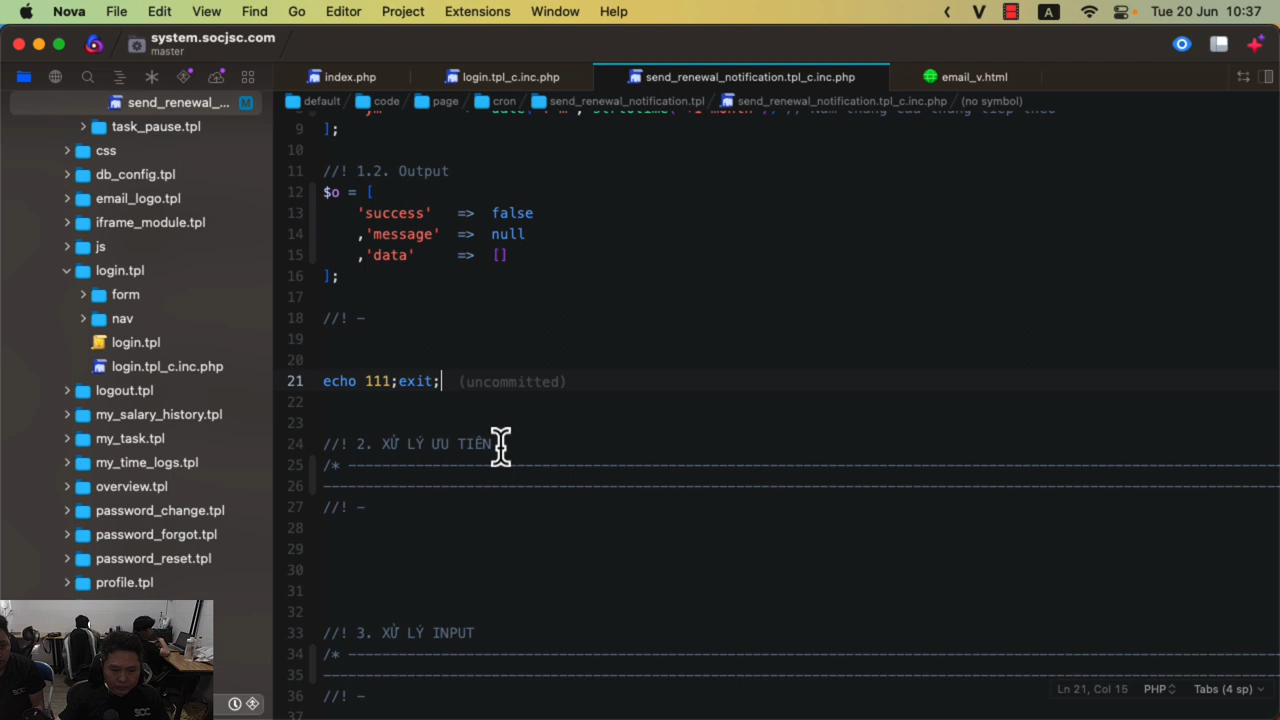 Nova File Edit View Find Go Editor Project Extensions Window Help
A Tue 20 Jun 10:37
system.socjsc.com
master
index.php login.tpl_c.inc.php send_renewal_notification.tpl_c.inc.php email_v.html
default code page cron send_renewal_notification.tpl send_renewal_notification.tpl_c.inc.php (no symbol)
send_renewal_... M
task_pause.tpl
css
db_config.tpl
email_logo.tpl
iframe_module.tpl
js
login.tpl
form
nav
login.tpl
login.tpl_c.inc.php
logout.tpl
my_salary_history.tpl
my_task.tpl
my_time_logs.tpl
overview.tpl
password_change.tpl
password_forgot.tpl
password_reset.tpl
profile.tpl
9 ];
10
11 //! 1.2. Output
12 $o = [
13 'success' => false
14 ,'message' => null
15 ,'data' => []
16 ];
17
18 //! -
19
20
21 echo 111;exit; (uncommitted)
22
23
24 //! 2. XỬ LÝ ƯU TIÊN
25 /* ----------------------------------------------------------------
26 ----------------------------------------------------------------
27 //! -
28
29
30
31
32
33 //! 3. XỬ LÝ INPUT
34 /* ----------------------------------------------------------------
35 ----------------------------------------------------------------
36 //! -
37
Ln 21, Col 15 PHP Tabs (4 sp)